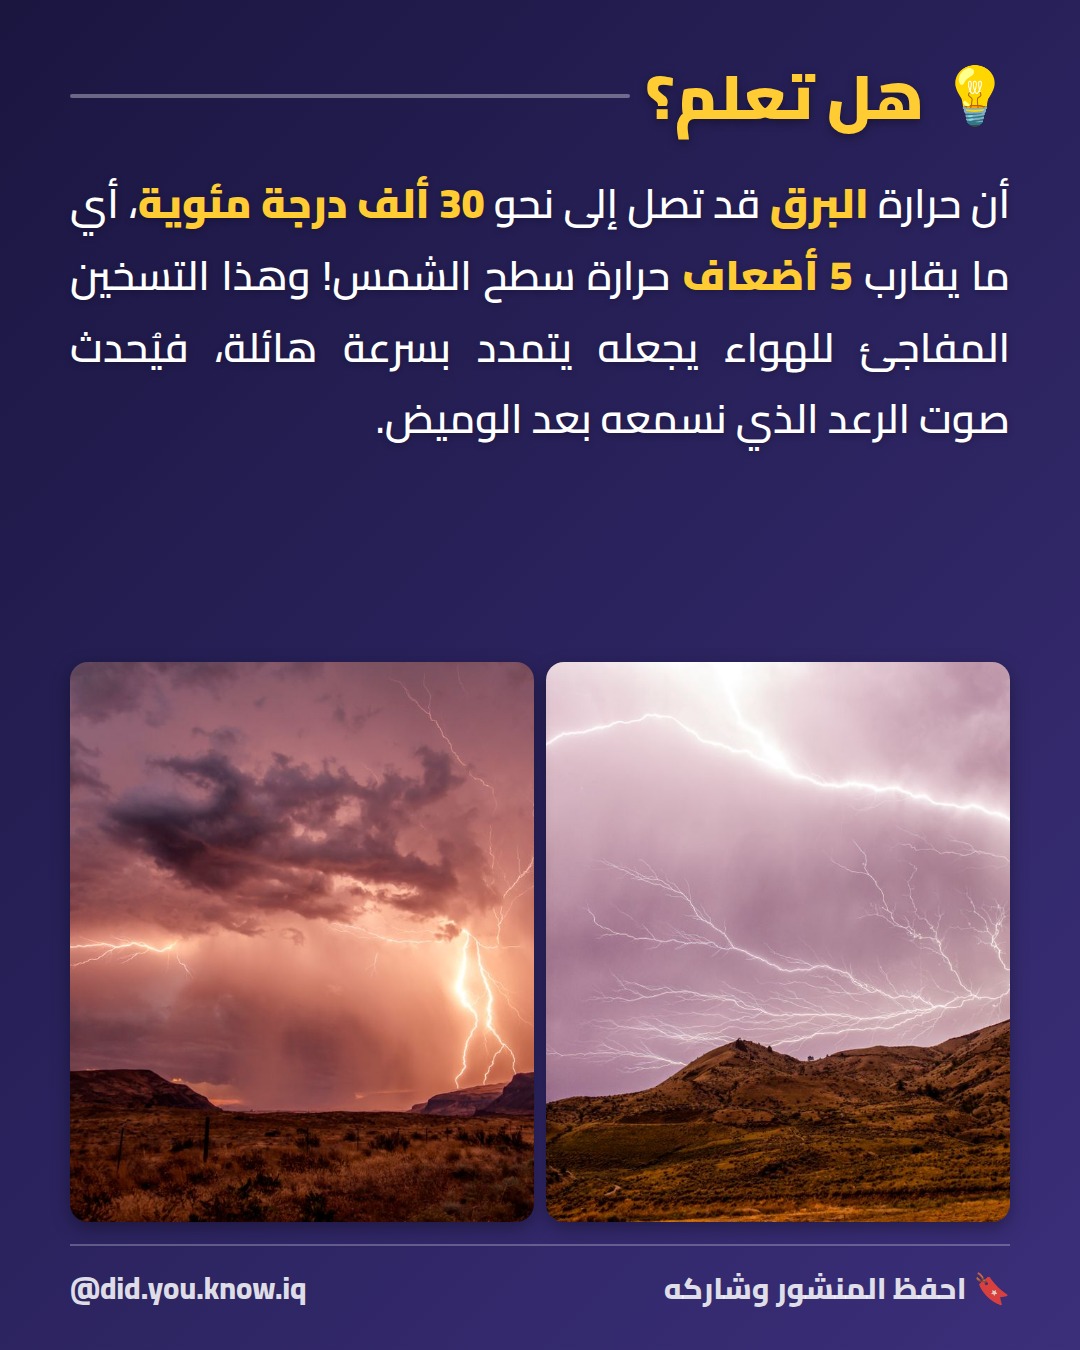 هل تعلم؟
أن حرارة البرق قد تصل إلى نحو 30 ألف درجة مئوية، أي
ما يقارب 5 أضعاف حرارة سطح الشمس! وهذا التسخين
المفاجئ للهواء يجعله يتمدد بسرعة هائلة، فيُحدث
صوت الرعد الذي نسمعه بعد الوميض.
احفظ المنشور وشاركه
@did.you.know.iq